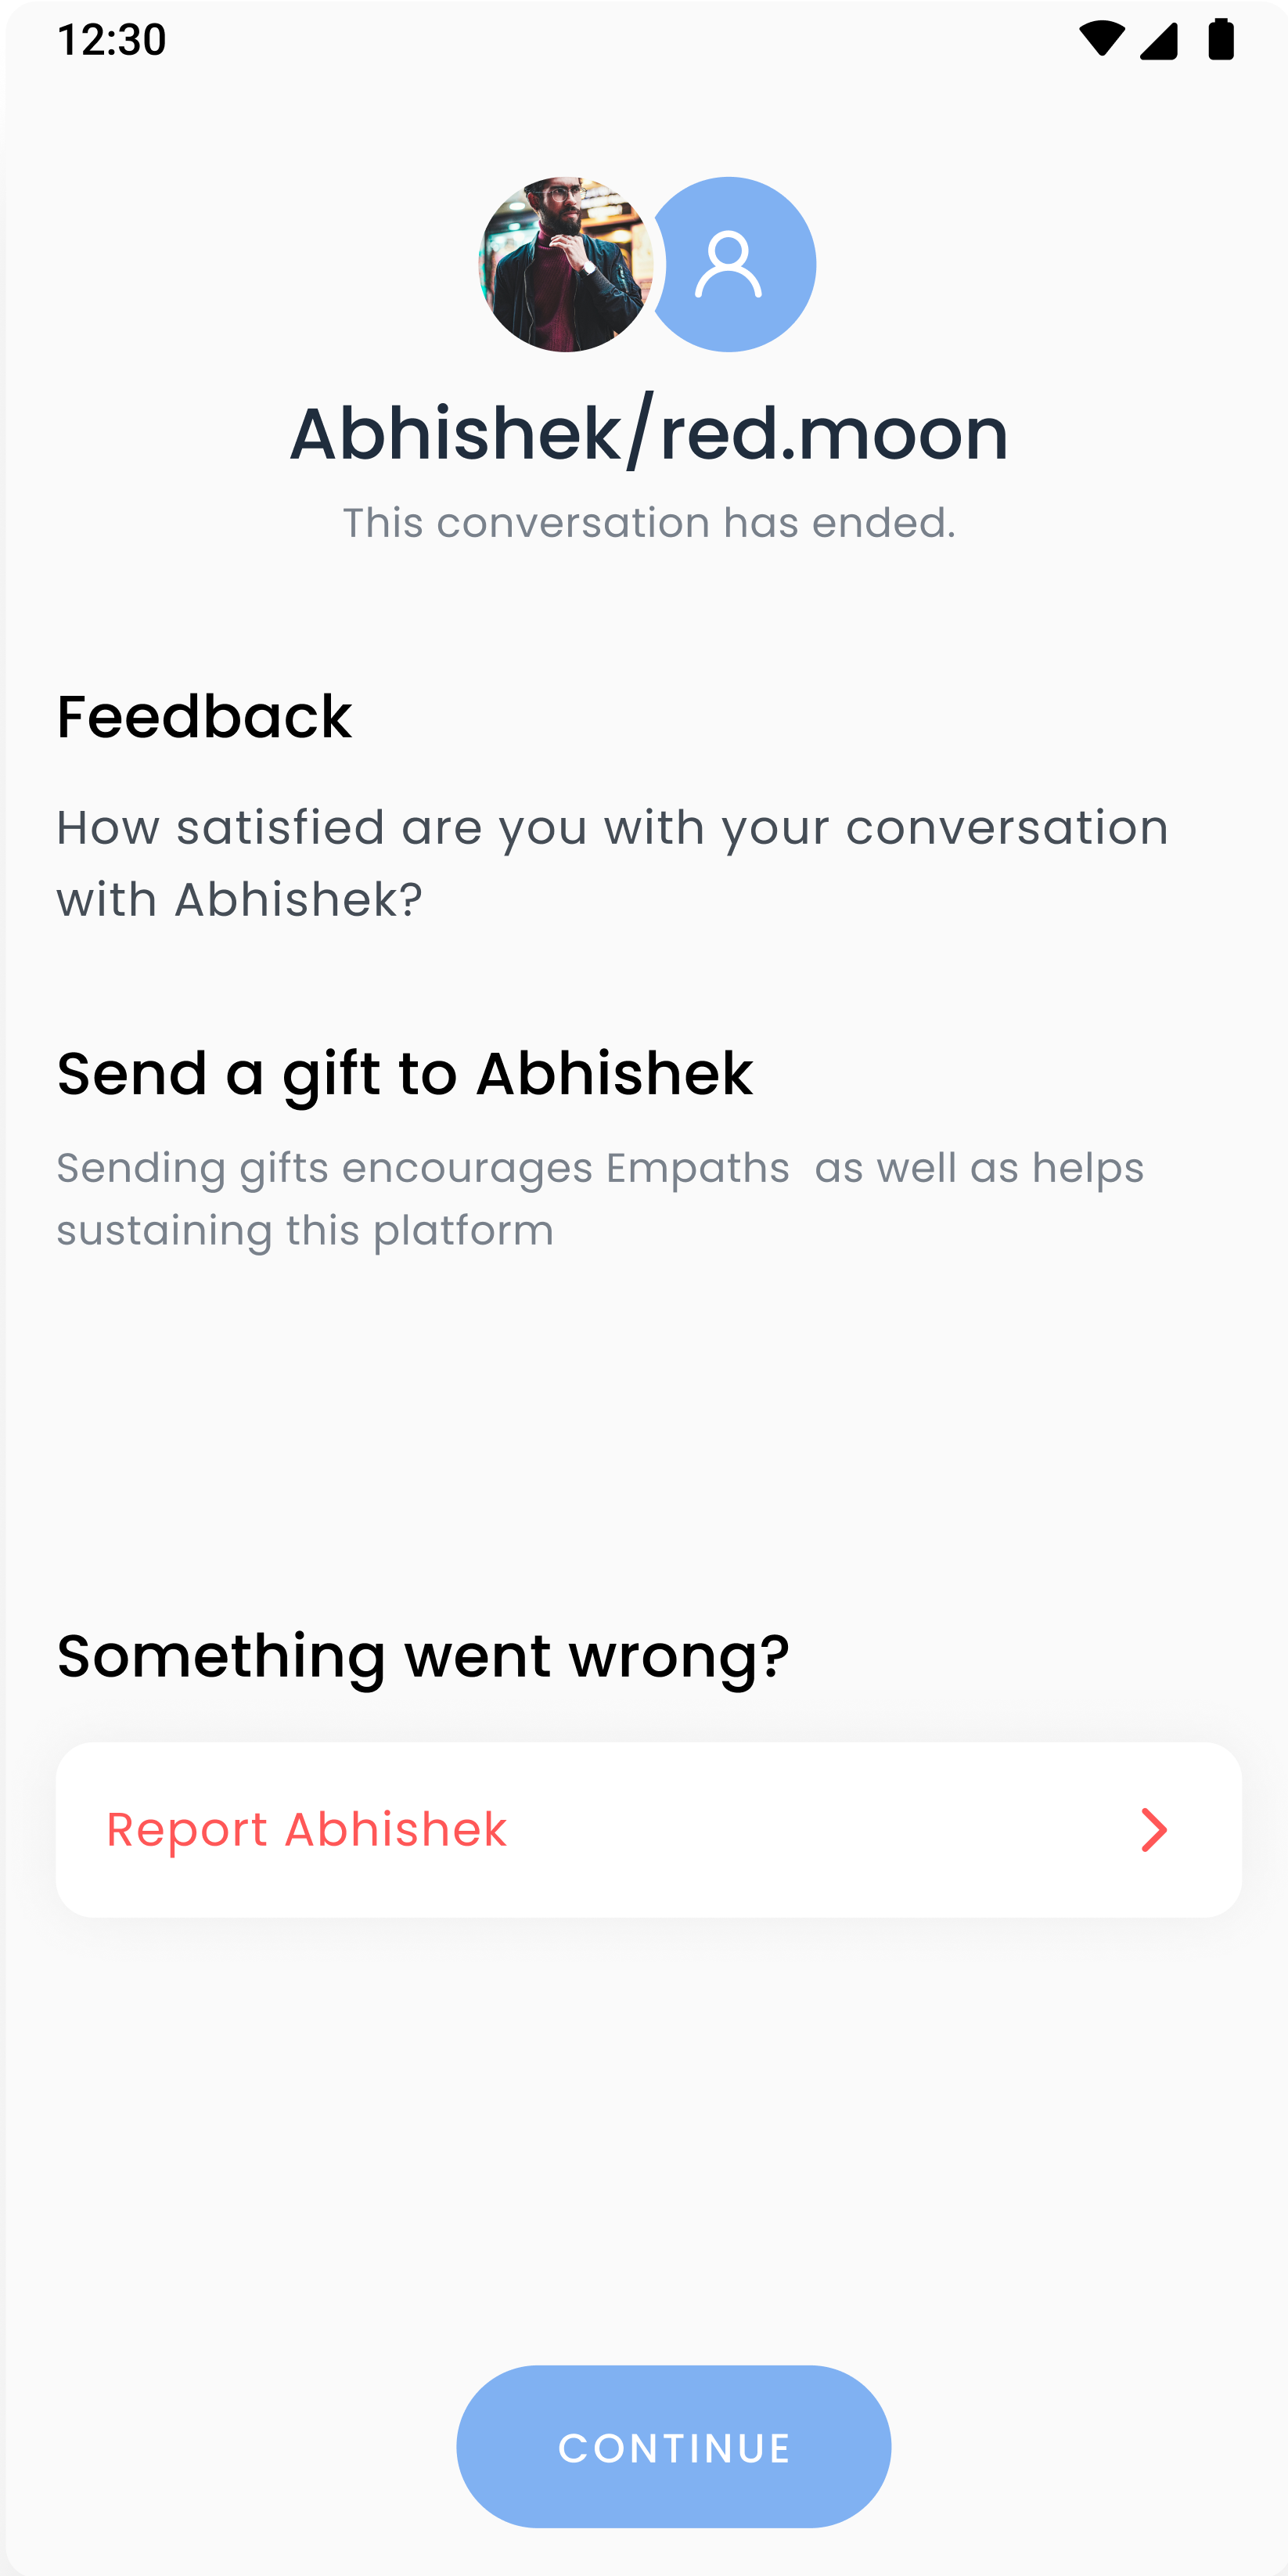 12:30
Abhishek/red.moon
This conversation has ended.
Feedback
How satisfied are you with your conversation
with Abhishek?
Send a gift to Abhishek
Sending gifts encourages Empaths  as well as helps
sustaining this platform
Something went wrong?
Report Abhishek
CONTINUE